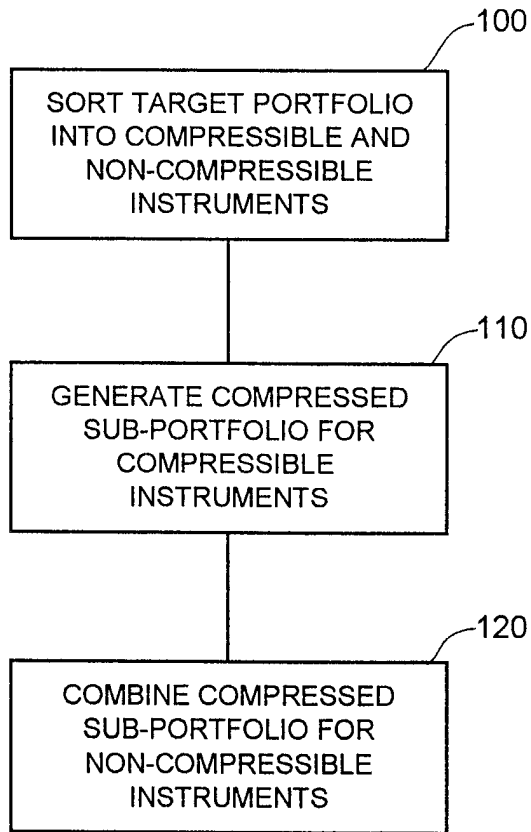 100
SORT TARGET PORTFOLIO
INTO COMPRESSIBLE AND
NON-COMPRESSIBLE
INSTRUMENTS
110
GENERATE COMPRESSED
SUB-PORTFOLIO FOR
COMPRESSIBLE
INSTRUMENTS
120
COMBINE COMPRESSED
SUB-PORTFOLIO FOR
NON-COMPRESSIBLE
INSTRUMENTS